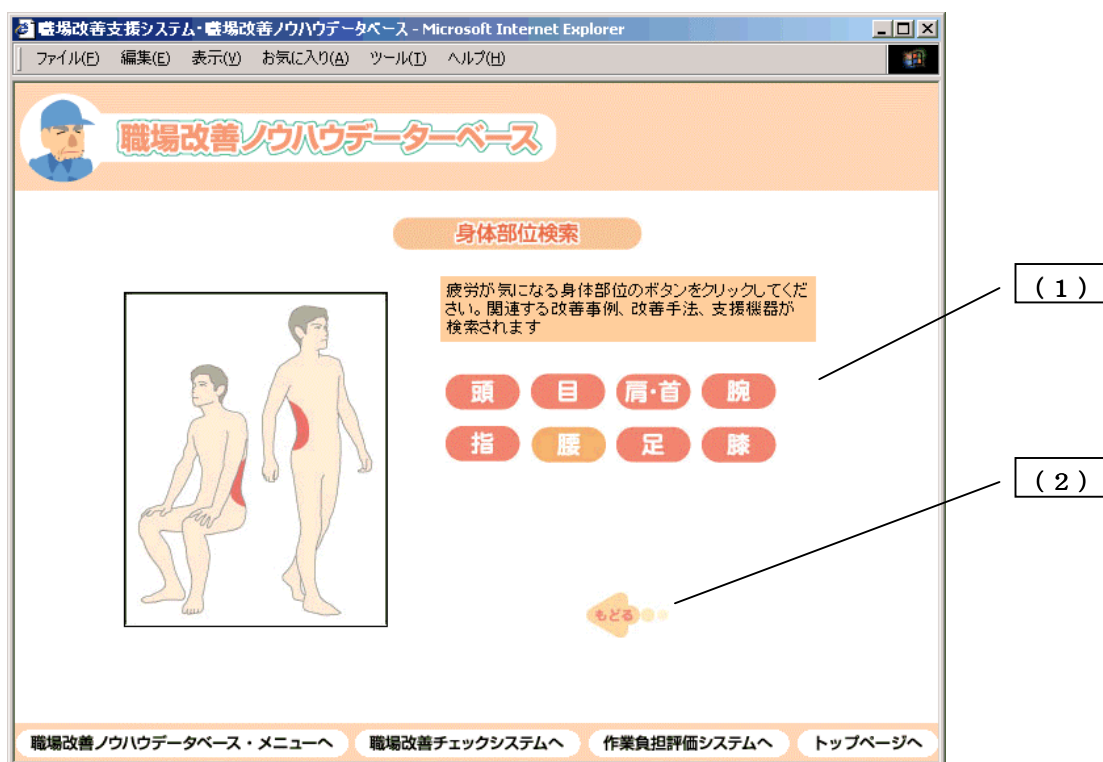 職場改善支援システム・職場改善ノウハウデータベース - Microsoft Internet Explorer
ファイル(F) 編集(E) 表示(V) お気に入り(A) ツール(T) ヘルプ(H)
職場改善ノウハウデーターベース
身体部位検索
疲労が気になる身体部位のボタンをクリックしてくだ
さい。関連する改善事例、改善手法、支援機器が
検索されます
(1)
頭 目 肩・首 腕
指 腰 足 膝
(2)
もどる
職場改善ノウハウデータベース・メニューへ 職場改善チェックシステムへ 作業負担評価システムへ トップページへ